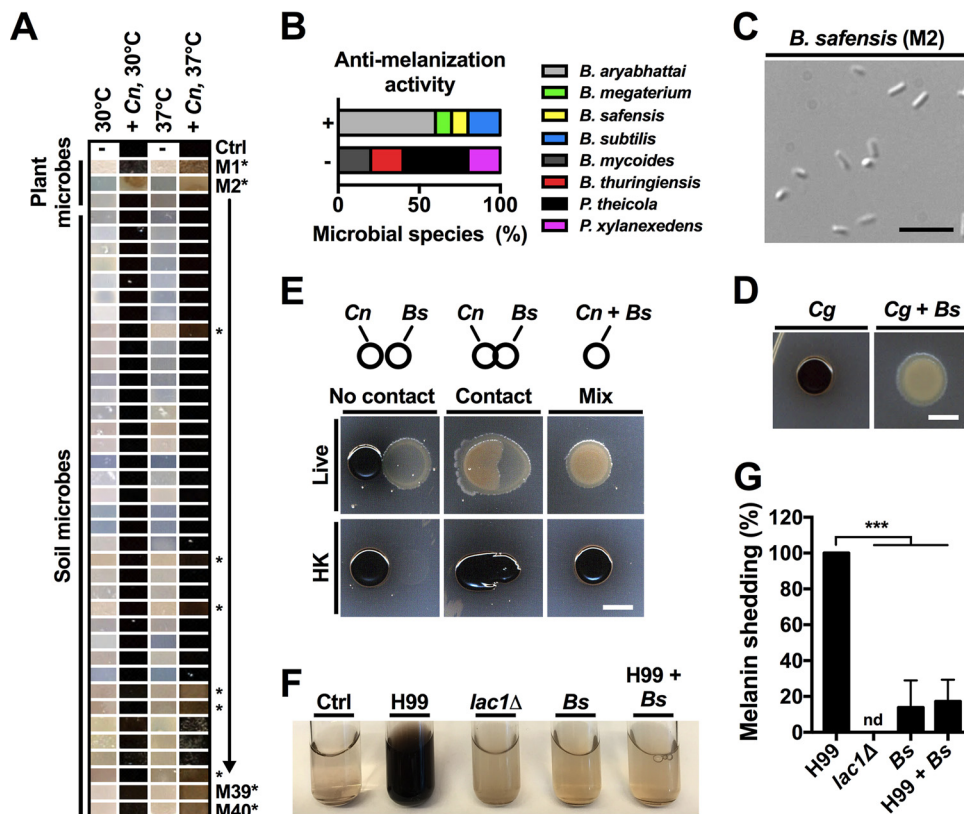 A
30°C
+ Cn, 30°C
37°C
+ Cn, 37°C
- - Ctrl
M1*
M2*
*
*
*
*
*
*
M39*
M40*
Plant microbes
Soil microbes
B
Anti-melanization activity
+
-
0 50 100
Microbial species (%)
B. aryabhattai
B. megaterium
B. safensis
B. subtilis
B. mycoides
B. thuringiensis
P. theicola
P. xylanexedens
C
B. safensis (M2)
D
Cg Cg + Bs
E
Cn Bs Cn Bs Cn + Bs
No contact Contact Mix
Live
HK
F
Ctrl H99 lac1Δ Bs H99 + Bs
G
Melanin shedding (%)
120
100
80
60
40
20
0
***
nd
H99 lac1Δ Bs H99 + Bs